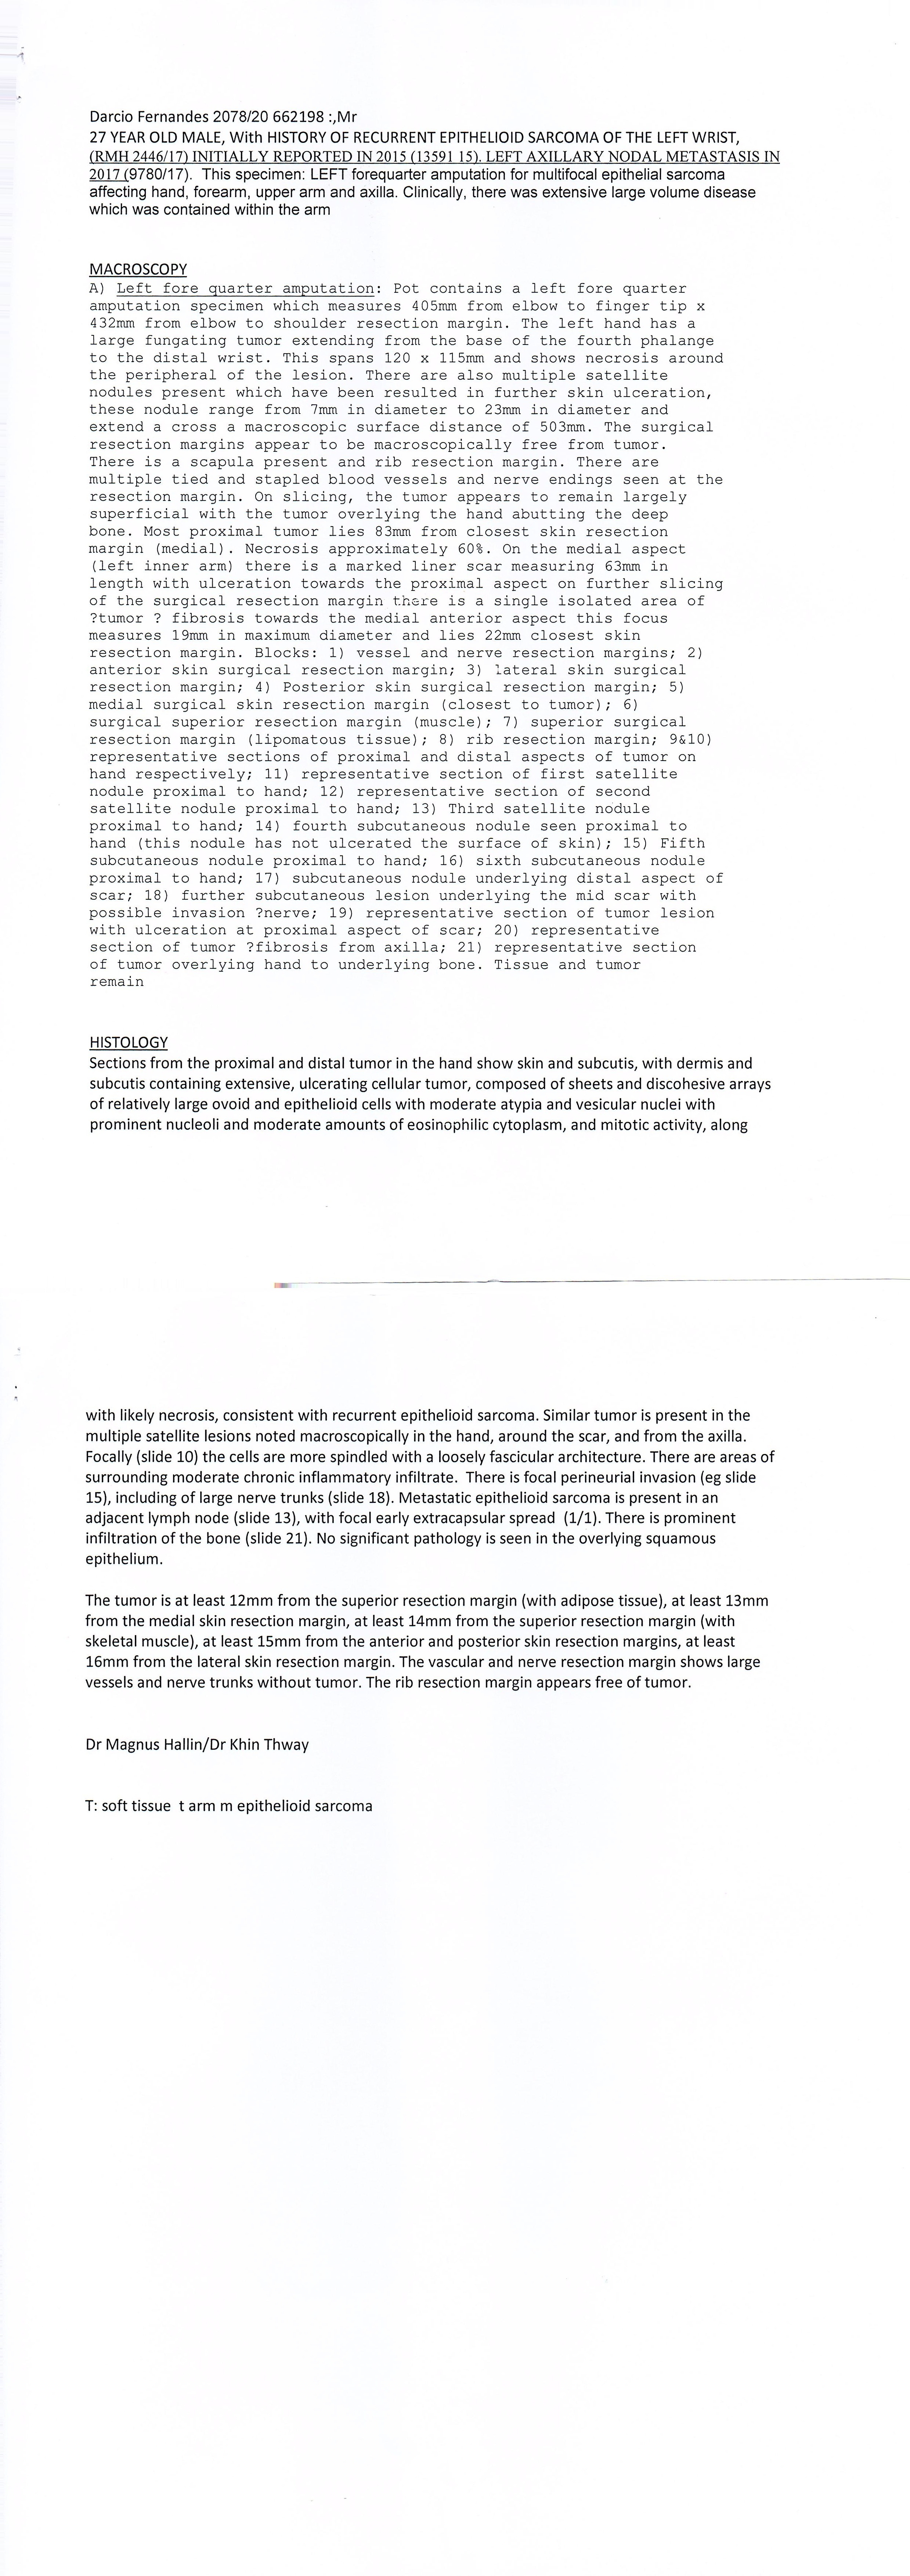 Darcio Fernandes 2078/20 662198 :,Mr
27 YEAR OLD MALE, With HISTORY OF RECURRENT EPITHELIOID SARCOMA OF THE LEFT WRIST,
(RMH 2446/17) INITIALLY REPORTED IN 2015 (13591 15). LEFT AXILLARY NODAL METASTASIS IN
2017 (9780/17).  This specimen: LEFT forequarter amputation for multifocal epithelial sarcoma
affecting hand, forearm, upper arm and axilla. Clinically, there was extensive large volume disease
which was contained within the arm
MACROSCOPY
A) Left fore quarter amputation: Pot contains a left fore quarter
amputation specimen which measures 405mm from elbow to finger tip x
432mm from elbow to shoulder resection margin. The left hand has a
large fungating tumor extending from the base of the fourth phalange
to the distal wrist. This spans 120 x 115mm and shows necrosis around
the peripheral of the lesion. There are also multiple satellite
nodules present which have been resulted in further skin ulceration,
these nodule range from 7mm in diameter to 23mm in diameter and
extend a cross a macroscopic surface distance of 503mm. The surgical
resection margins appear to be macroscopically free from tumor.
There is a scapula present and rib resection margin. There are
multiple tied and stapled blood vessels and nerve endings seen at the
resection margin. On slicing, the tumor appears to remain largely
superficial with the tumor overlying the hand abutting the deep
bone. Most proximal tumor lies 83mm from closest skin resection
margin (medial). Necrosis approximately 60%. On the medial aspect
(left inner arm) there is a marked liner scar measuring 63mm in
length with ulceration towards the proximal aspect on further slicing
of the surgical resection margin there is a single isolated area of
?tumor ? fibrosis towards the medial anterior aspect this focus
measures 19mm in maximum diameter and lies 22mm closest skin
resection margin. Blocks: 1) vessel and nerve resection margins; 2)
anterior skin surgical resection margin; 3) lateral skin surgical
resection margin; 4) Posterior skin surgical resection margin; 5)
medial surgical skin resection margin (closest to tumor); 6)
surgical superior resection margin (muscle); 7) superior surgical
resection margin (lipomatous tissue); 8) rib resection margin; 9&10)
representative sections of proximal and distal aspects of tumor on
hand respectively; 11) representative section of first satellite
nodule proximal to hand; 12) representative section of second
satellite nodule proximal to hand; 13) Third satellite nodule
proximal to hand; 14) fourth subcutaneous nodule seen proximal to
hand (this nodule has not ulcerated the surface of skin); 15) Fifth
subcutaneous nodule proximal to hand; 16) sixth subcutaneous nodule
proximal to hand; 17) subcutaneous nodule underlying distal aspect of
scar; 18) further subcutaneous lesion underlying the mid scar with
possible invasion ?nerve; 19) representative section of tumor lesion
with ulceration at proximal aspect of scar; 20) representative
section of tumor ?fibrosis from axilla; 21) representative section
of tumor overlying hand to underlying bone. Tissue and tumor
remain
HISTOLOGY
Sections from the proximal and distal tumor in the hand show skin and subcutis, with dermis and
subcutis containing extensive, ulcerating cellular tumor, composed of sheets and discohesive arrays
of relatively large ovoid and epithelioid cells with moderate atypia and vesicular nuclei with
prominent nucleoli and moderate amounts of eosinophilic cytoplasm, and mitotic activity, along
with likely necrosis, consistent with recurrent epithelioid sarcoma. Similar tumor is present in the
multiple satellite lesions noted macroscopically in the hand, around the scar, and from the axilla.
Focally (slide 10) the cells are more spindled with a loosely fascicular architecture. There are areas of
surrounding moderate chronic inflammatory infiltrate.  There is focal perineurial invasion (eg slide
15), including of large nerve trunks (slide 18). Metastatic epithelioid sarcoma is present in an
adjacent lymph node (slide 13), with focal early extracapsular spread  (1/1). There is prominent
infiltration of the bone (slide 21). No significant pathology is seen in the overlying squamous
epithelium.
The tumor is at least 12mm from the superior resection margin (with adipose tissue), at least 13mm
from the medial skin resection margin, at least 14mm from the superior resection margin (with
skeletal muscle), at least 15mm from the anterior and posterior skin resection margins, at least
16mm from the lateral skin resection margin. The vascular and nerve resection margin shows large
vessels and nerve trunks without tumor. The rib resection margin appears free of tumor.
Dr Magnus Hallin/Dr Khin Thway
T: soft tissue  t arm m epithelioid sarcoma